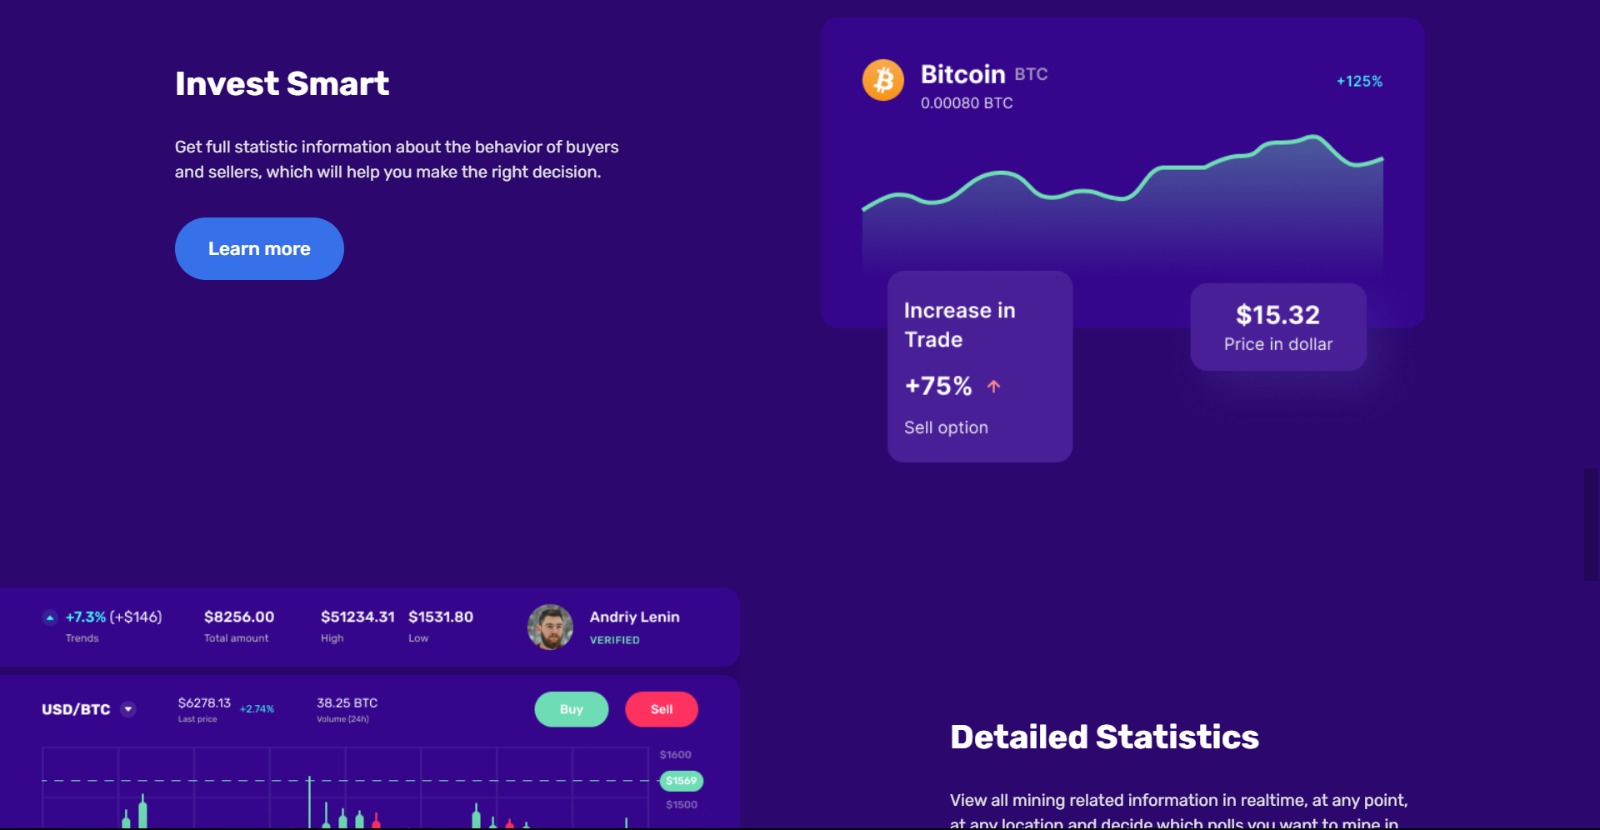 Invest Smart
Get full statistic information about the behavior of buyers
and sellers, which will help you make the right decision.
Learn more
Bitcoin BTC
0.00080 BTC
+125%
Increase in
Trade
+75%
Sell option
$15.32
Price in dollar
+7.3% (+$146)
Trends
$8256.00
Total amount
$51234.31
High
$1531.80
Low
Andriy Lenin
VERIFIED
USD/BTC
$6278.13 +2.74%
Last price
38.25 BTC
Volume (24h)
Buy
Sell
$1600
$1569
$1500
Detailed Statistics
View all mining related information in realtime, at any point,
at any location and decide which polls you want to mine in.